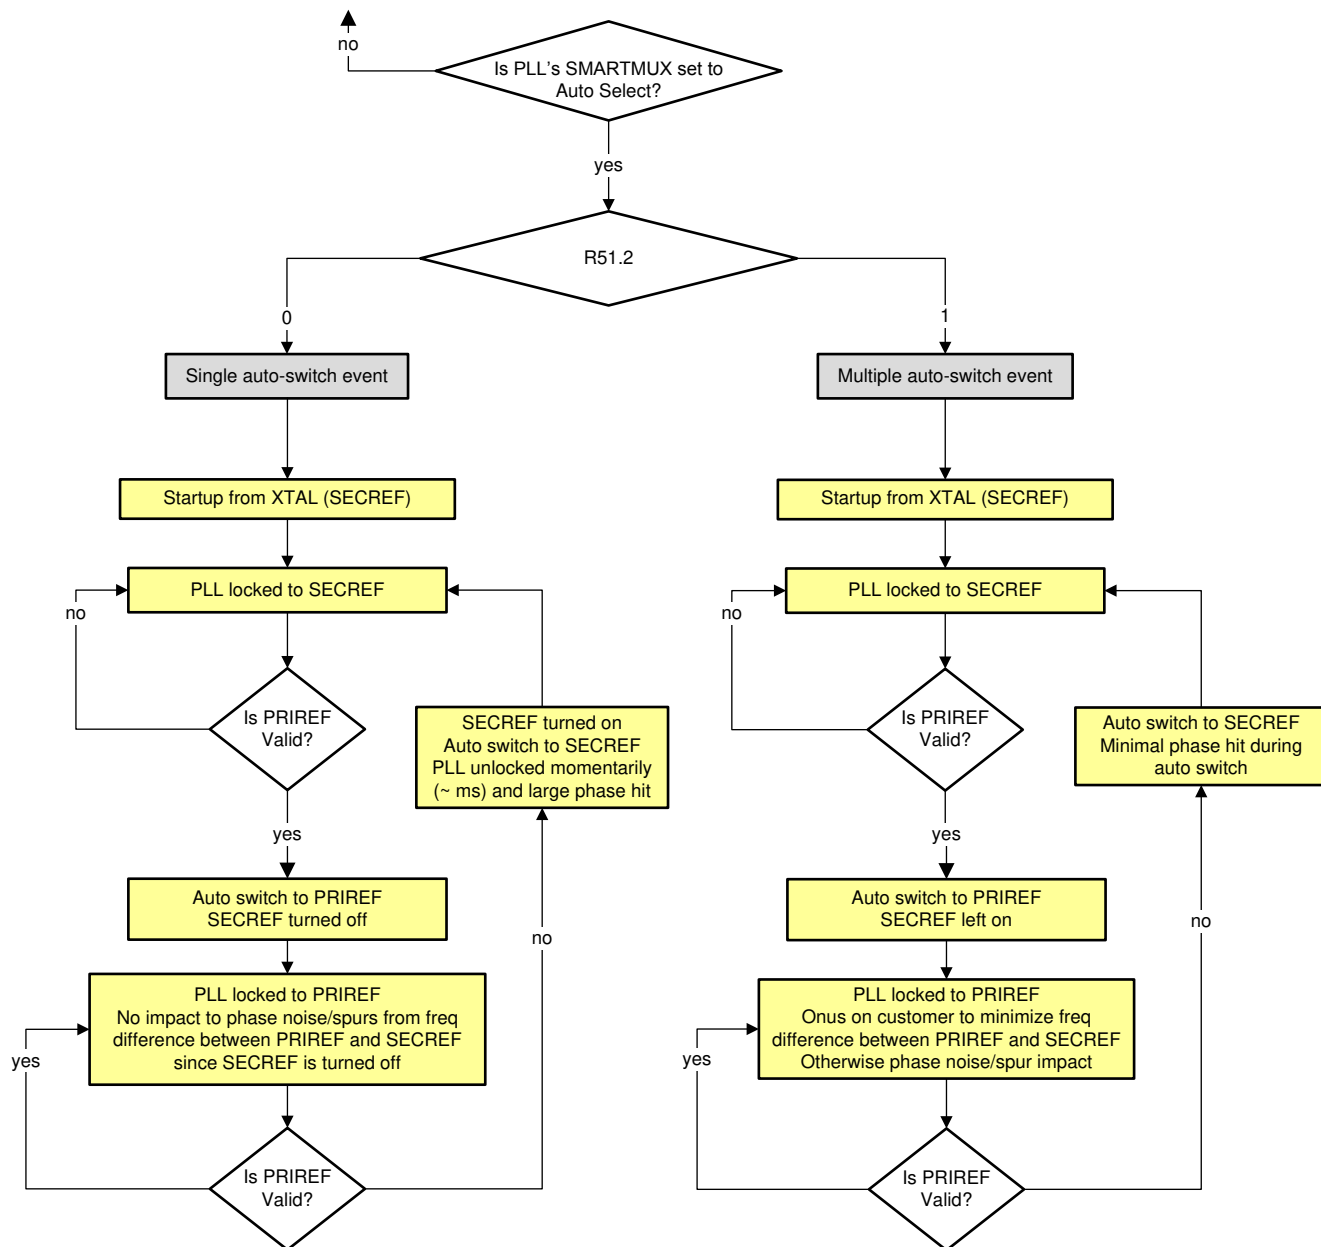 no
Is PLL's SMARTMUX set to
Auto Select?
yes
R51.2
0
1
Single auto-switch event
Multiple auto-switch event
Startup from XTAL (SECREF)
Startup from XTAL (SECREF)
PLL locked to SECREF
PLL locked to SECREF
no
no
Is PRIREF
Valid?
SECREF turned on
Auto switch to SECREF
PLL unlocked momentarily
(~ ms) and large phase hit
Is PRIREF
Valid?
Auto switch to SECREF
Minimal phase hit during
auto switch
yes
yes
Auto switch to PRIREF
SECREF turned off
no
Auto switch to PRIREF
SECREF left on
no
PLL locked to PRIREF
No impact to phase noise/spurs from freq
difference between PRIREF and SECREF
since SECREF is turned off
PLL locked to PRIREF
Onus on customer to minimize freq
difference between PRIREF and SECREF
Otherwise phase noise/spur impact
yes
yes
Is PRIREF
Valid?
Is PRIREF
Valid?